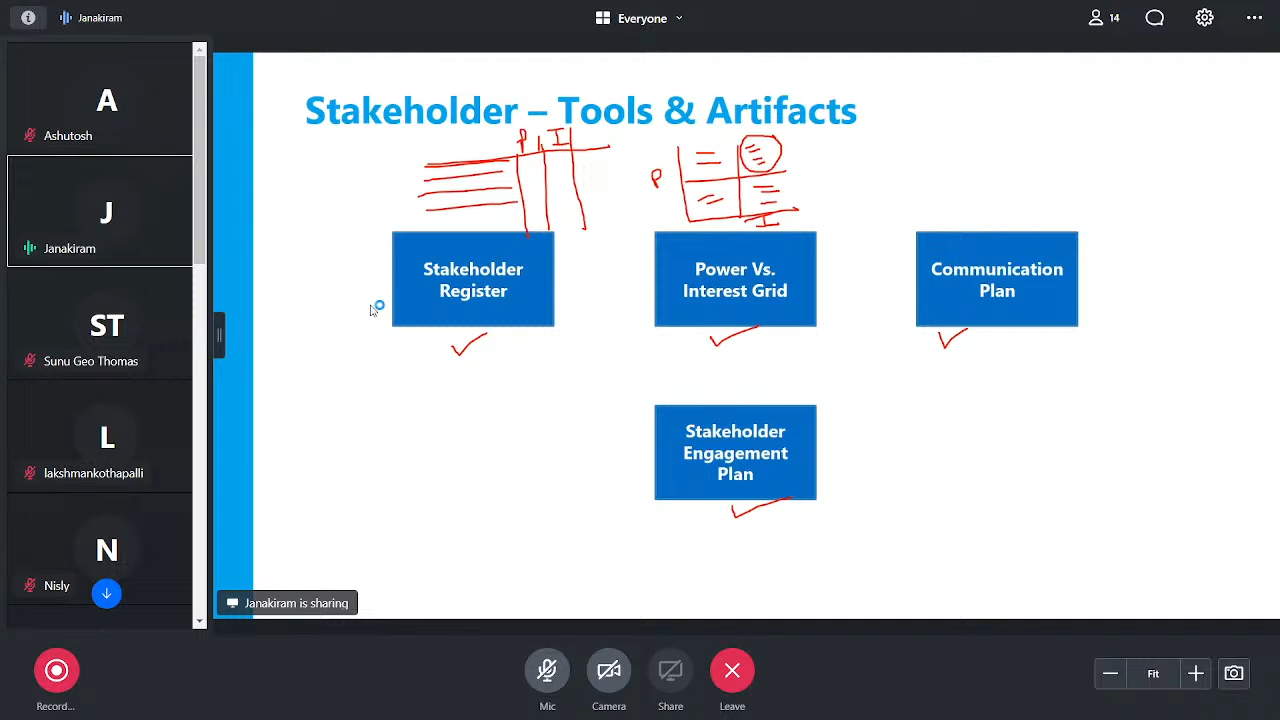 Janakiram
Everyone
14
A
Ashutosh
J
Janakiram
ST
Sunu Geo Thomas
L
lakshmankothapalli
N
Nisly
Stakeholder – Tools & Artifacts
P I
P
I
Stakeholder
Register
Power Vs.
Interest Grid
Communication
Plan
Stakeholder
Engagement
Plan
Janakiram is sharing
Record...
Mic
Camera
Share
Leave
Fit